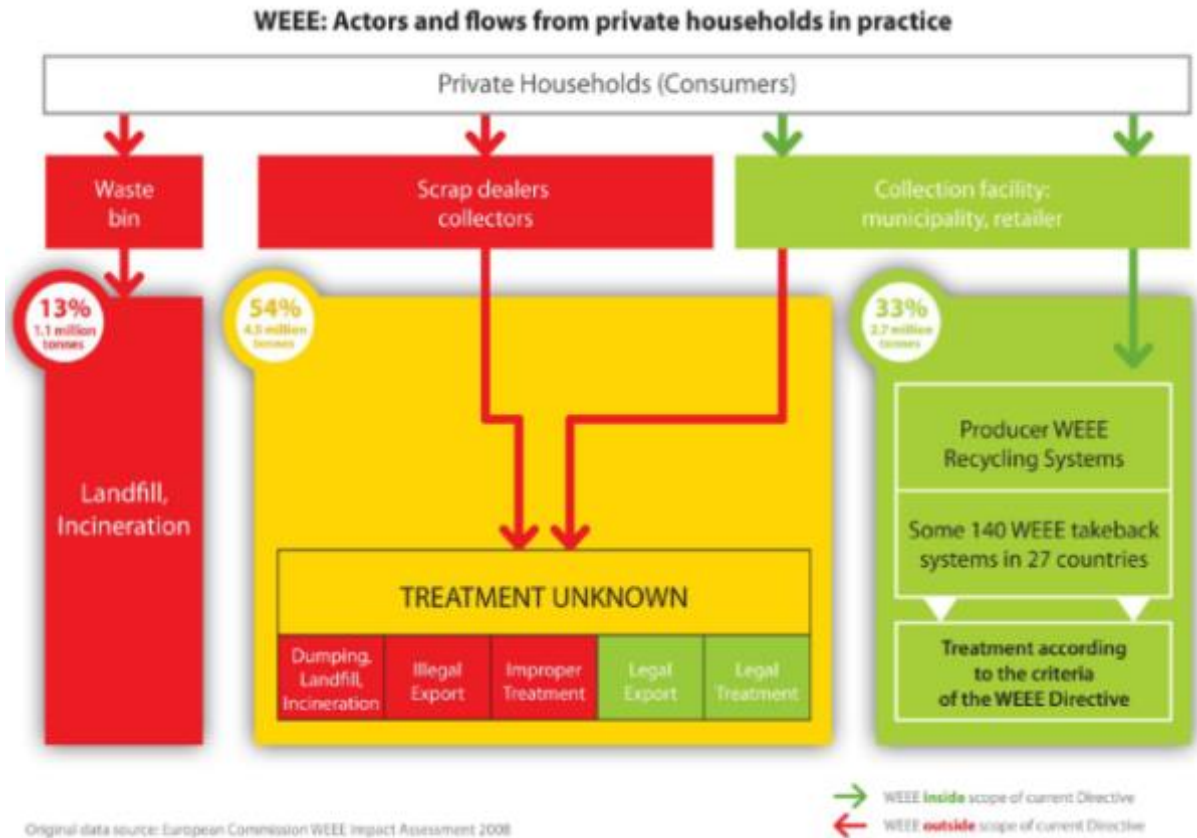 WEEE: Actors and flows from private households in practice
Private Households (Consumers)
Waste
bin
Scrap dealers
collectors
Collection facility:
municipality, retailer
13%
1.1 million
tonnes
54%
4.5 million
tonnes
33%
2.7 million
tonnes
Landfill,
Incineration
Producer WEEE
Recycling Systems
Some 140 WEEE takeback
systems in 27 countries
TREATMENT UNKNOWN
Dumping,
Landfill,
Incineration
Illegal
Export
Improper
Treatment
Legal
Export
Legal
Treatment
Treatment according
to the criteria
of the WEEE Directive
WEEE inside scope of current Directive
WEEE outside scope of current Directive
Original data source: European Commission WEEE Impact Assessment 2008